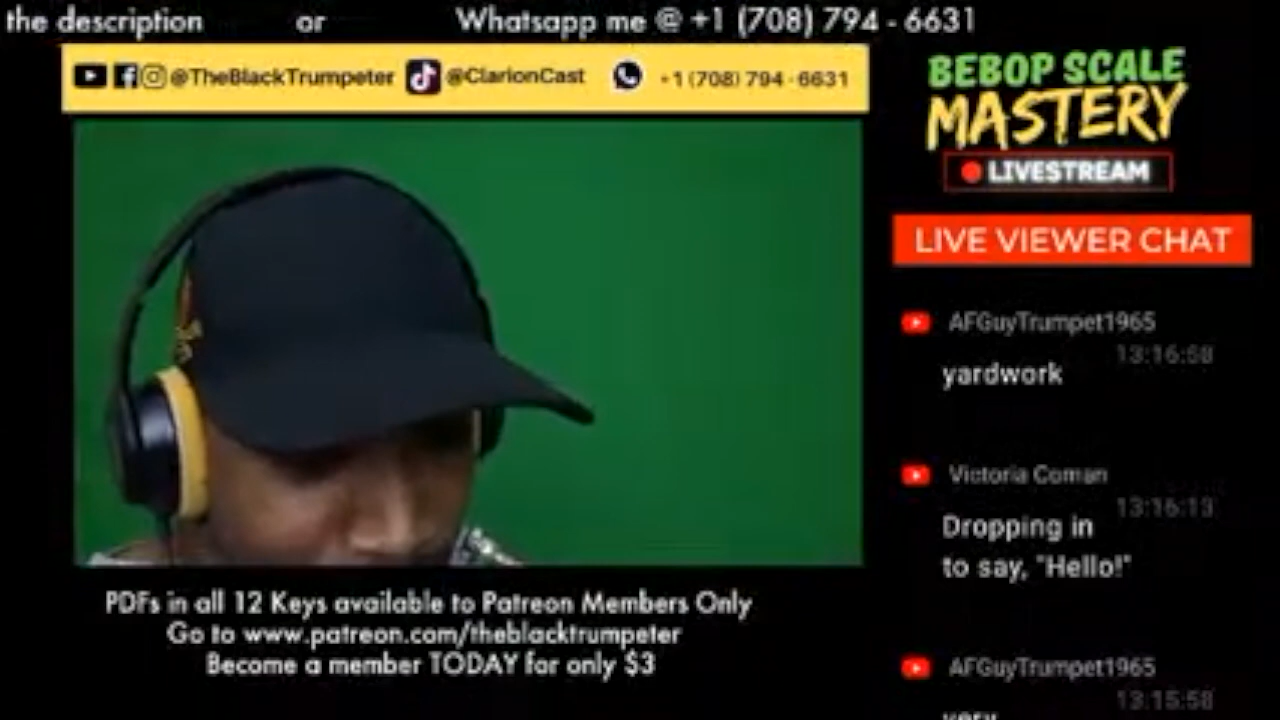 the description or Whatsapp me @ +1 (708) 794 - 6631
@TheBlackTrumpeter @ClarionCast +1 (708) 794 - 6631
BEBOP SCALE
MASTERY
LIVESTREAM
LIVE VIEWER CHAT
AFGuyTrumpet1965
13:16:58
yardwork
Victoria Coman
13:16:13
Dropping in
to say, "Hello!"
AFGuyTrumpet1965
13:15:58
very
PDFs in all 12 Keys available to Patreon Members Only
Go to www.patreon.com/theblacktrumpeter
Become a member TODAY for only $3